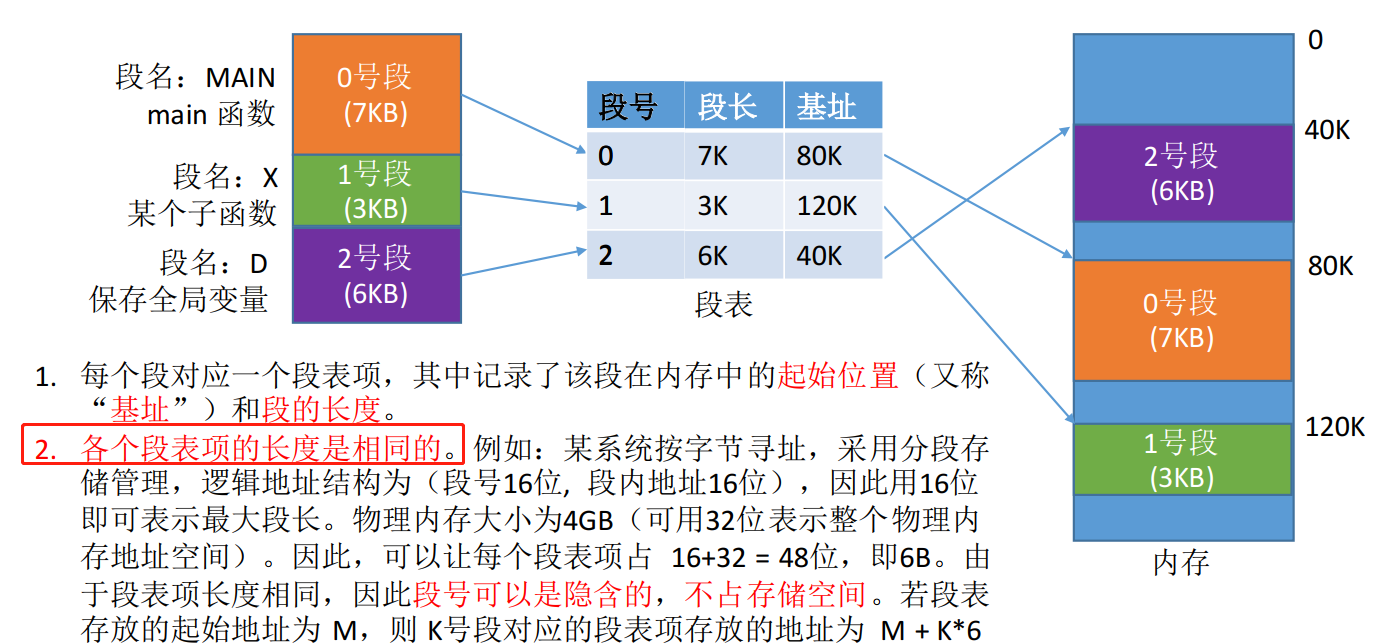 段名：MAIN
main 函数
段名：X
某个子函数
段名：D
保存全局变量
0号段
(7KB)
1号段
(3KB)
2号段
(6KB)
段号 段长 基址
0 7K 80K
1 3K 120K
2 6K 40K
段表
0
40K
2号段
(6KB)
80K
0号段
(7KB)
120K
1号段
(3KB)
内存
1. 每个段对应一个段表项，其中记录了该段在内存中的起始位置（又称
“基址”）和段的长度。
2. 各个段表项的长度是相同的。例如：某系统按字节寻址，采用分段存
储管理，逻辑地址结构为（段号16位, 段内地址16位），因此用16位
即可表示最大段长。物理内存大小为4GB（可用32位表示整个物理内
存地址空间）。因此，可以让每个段表项占 16+32 = 48位，即6B。由
于段表项长度相同，因此段号可以是隐含的，不占存储空间。若段表
存放的起始地址为 M，则 K号段对应的段表项存放的地址为 M + K*6